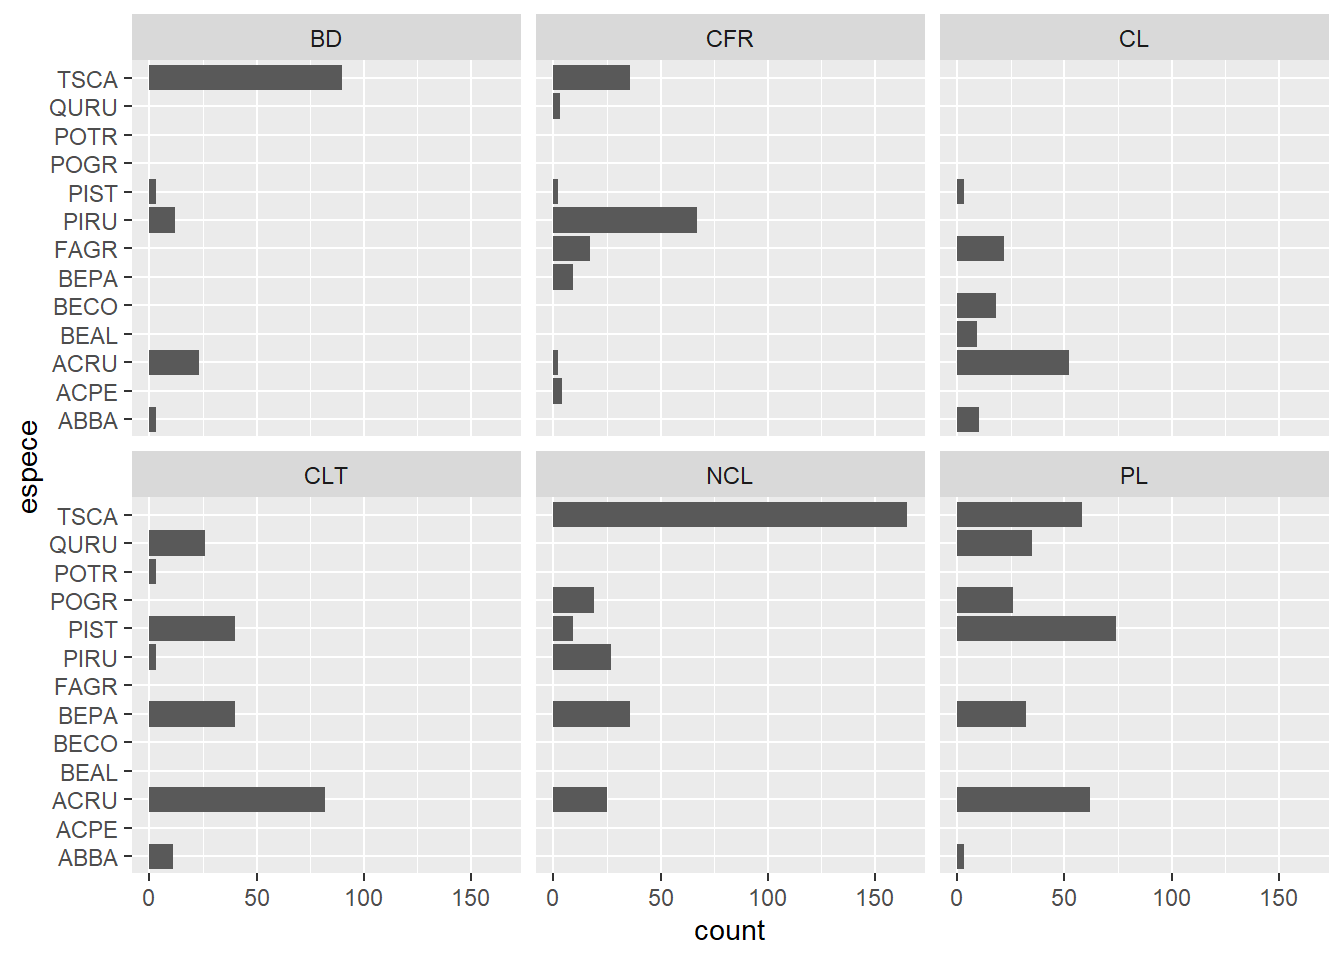 BD CFR CL
TSCA
QURU
POTR
POGR
PIST
PIRU
FAGR
BEPA
BECO
BEAL
ACRU
ACPE
ABBA
espece
CLT NCL PL
TSCA
QURU
POTR
POGR
PIST
PIRU
FAGR
BEPA
BECO
BEAL
ACRU
ACPE
ABBA
0 50 100 150 0 50 100 150 0 50 100 150
count